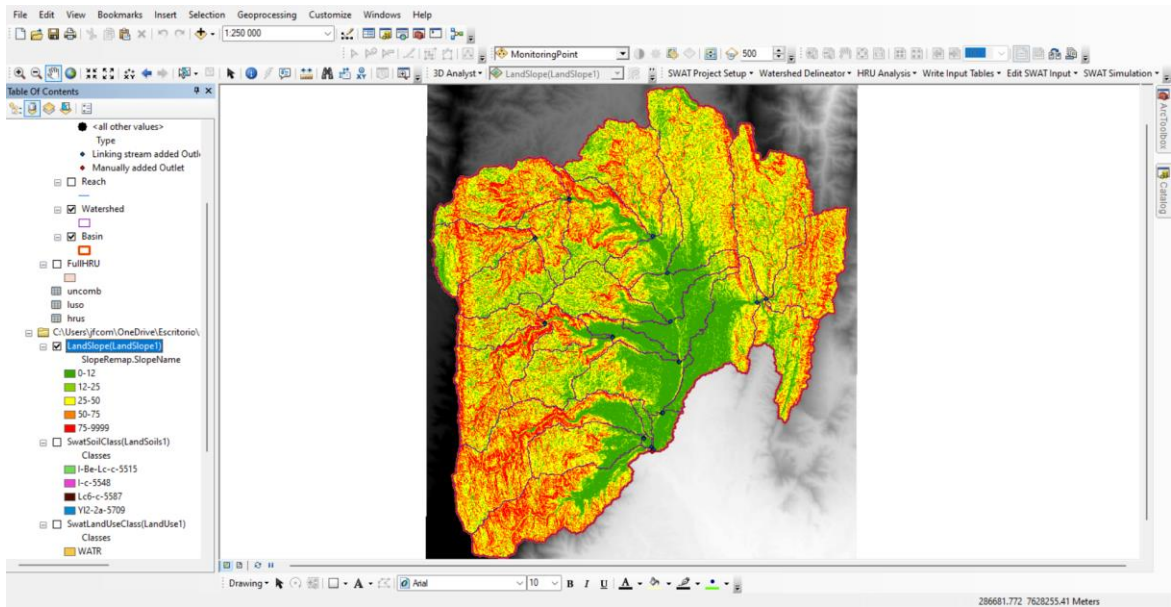 File Edit View Bookmarks Insert Selection Geoprocessing Customize Windows Help
1:250 000
MonitoringPoint 500
3D Analyst LandSlope(LandSlope1) SWAT Project Setup Watershed Delineator HRU Analysis Write Input Tables Edit SWAT Input SWAT Simulation
Table Of Contents
<all other values>
Type
Linking stream added Outl
Manually added Outlet
Reach
Watershed
Basin
FullHRU
uncomb
luso
hrus
C:\Users\jfcom\OneDrive\Escritorio\
LandSlope(LandSlope1)
SlopeRemap.SlopeName
0-12
12-25
25-50
50-75
75-9999
SwatSoilClass(LandSoils1)
Classes
I-Be-Lc-c-5515
I-c-5548
Lc6-c-5587
YI2-2a-5709
SwatLandUseClass(LandUse1)
Classes
WATR
ArcToolbox
Catalog
Drawing A Arial 10 B I U A
286681.772 7628255.41 Meters